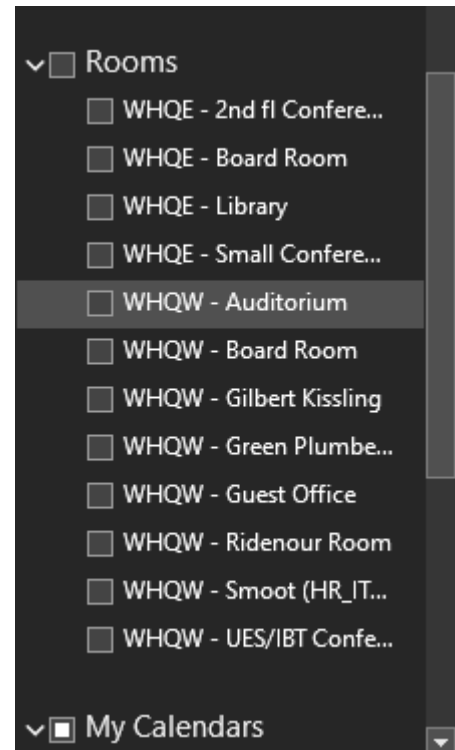 Rooms
WHQE - 2nd fl Confere...
WHQE - Board Room
WHQE - Library
WHQE - Small Confere...
WHQW - Auditorium
WHQW - Board Room
WHQW - Gilbert Kissling
WHQW - Green Plumbe...
WHQW - Guest Office
WHQW - Ridenour Room
WHQW - Smoot (HR_IT...
WHQW - UES/IBT Confe...
My Calendars